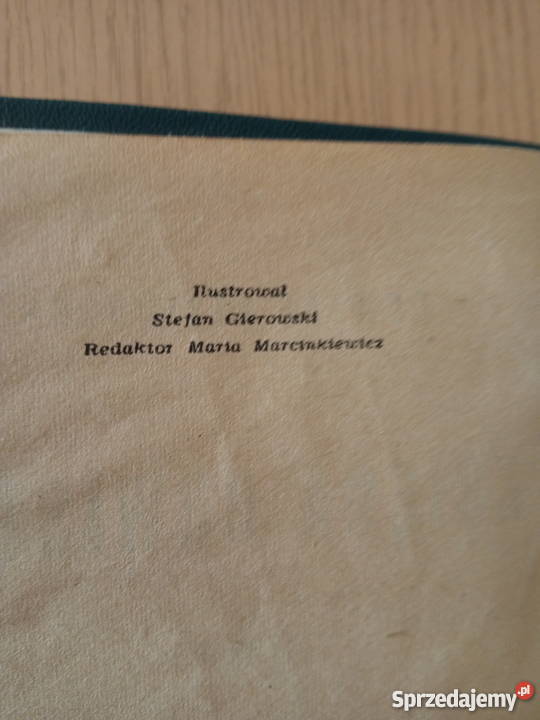 Ilustrował
Stefan Gierowski
Redaktor Maria Marcinkiewicz
Sprzedajemy.pl